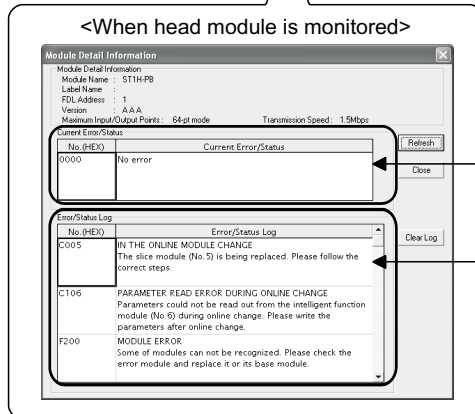 <When head module is monitored>
Module Detail Information
Module Detail Information
Module Name : ST1H-PB
Label Name :
FDL Address : 1
Version : A A A
Maximum Input/Output Points : 64-pt mode Transmission Speed : 1.5Mbps
Current Error/Status
No.(HEX) Current Error/Status
0000 No error
Refresh
Close
Error/Status Log
No.(HEX) Error/Status Log
C005 IN THE ONLINE MODULE CHANGE
The slice module (No.5) is being replaced. Please follow the
correct steps.
C106 PARAMETER READ ERROR DURING ONLINE CHANGE
Parameters could not be read out from the intelligent function
module (No.6) during online change. Please write the
parameters after online change.
F200 MODULE ERROR
Some of modules can not be recognized. Please check the
error module and replace it or its base module.
Clear Log